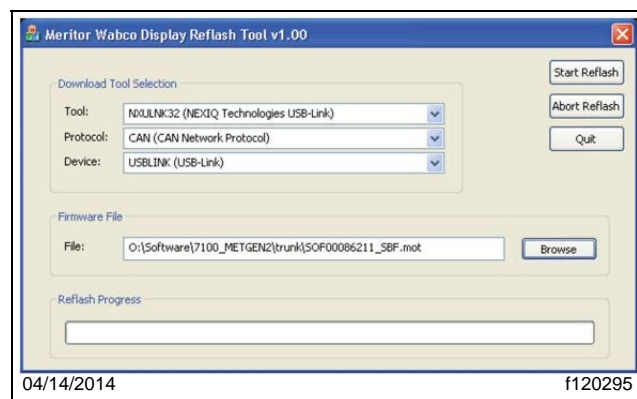 Meritor Wabco Display Reflash Tool v1.00
Download Tool Selection
Tool: NXULNK32 (NEXIQ Technologies USB-Link)
Protocol: CAN (CAN Network Protocol)
Device: USBLINK (USB-Link)
Start Reflash
Abort Reflash
Quit
Firmware File
File: O:\Software\7100_METGEN2\trunk\SOF00086211_SBF.mot
Browse
Reflash Progress
04/14/2014 f120295